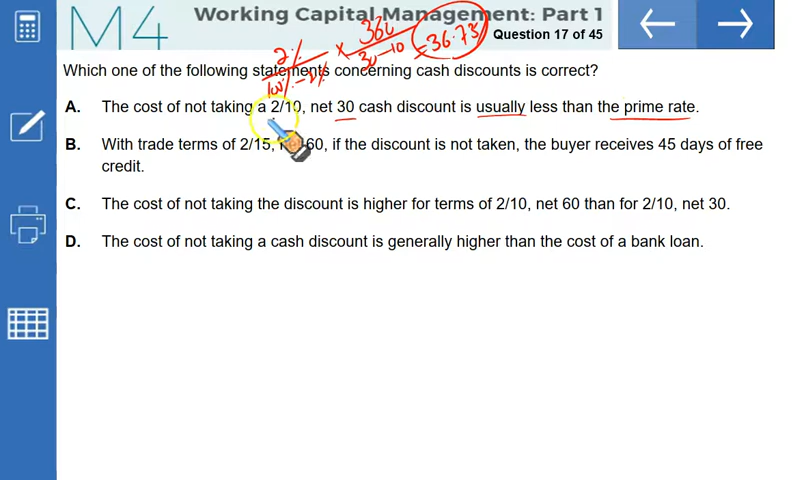 M4
Working Capital Management: Part 1
Question 17 of 45
2% / 100% - 2% × 360 / 30-10 = 36.73
Which one of the following statements concerning cash discounts is correct?
A. The cost of not taking a 2/10, net 30 cash discount is usually less than the prime rate.
B. With trade terms of 2/15, 60, if the discount is not taken, the buyer receives 45 days of free
credit.
C. The cost of not taking the discount is higher for terms of 2/10, net 60 than for 2/10, net 30.
D. The cost of not taking a cash discount is generally higher than the cost of a bank loan.